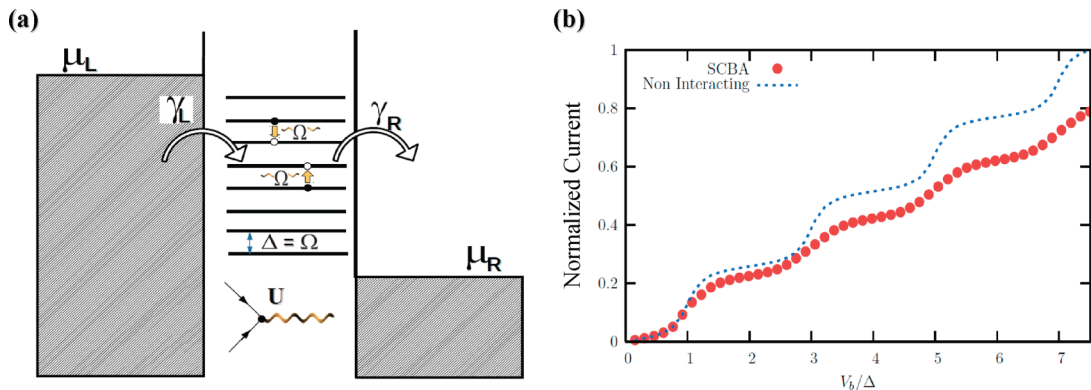 (a)
μL
γL
γR
Ω
Ω
Δ = Ω
U
μR
(b)
SCBA
Non Interacting
Normalized Current
1
0.8
0.6
0.4
0.2
0
0 1 2 3 4 5 6 7
Vb/Δ